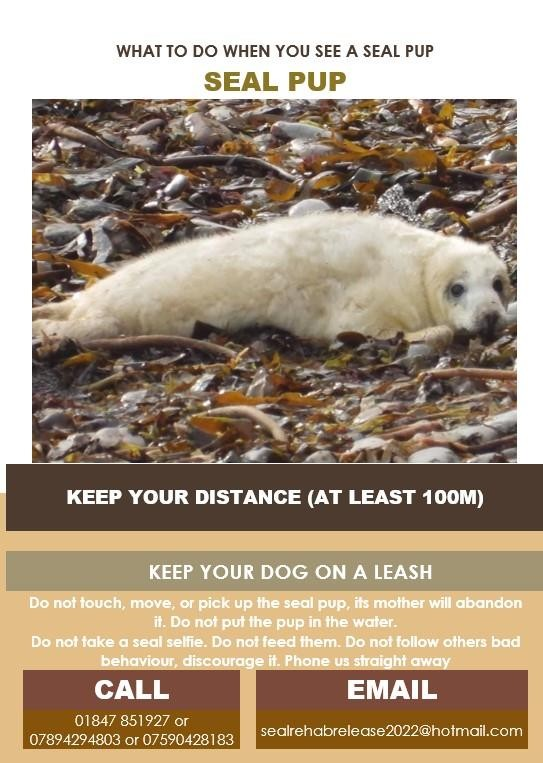 WHAT TO DO WHEN YOU SEE A SEAL PUP
SEAL PUP
KEEP YOUR DISTANCE (AT LEAST 100M)
KEEP YOUR DOG ON A LEASH
Do not touch, move, or pick up the seal pup, its mother will abandon
it. Do not put the pup in the water.
Do not take a seal selfie. Do not feed them. Do not follow others bad
behaviour, discourage it. Phone us straight away
CALL
01847 851927 or
07894294803 or 07590428183
EMAIL
sealrehabrelease2022@hotmail.com